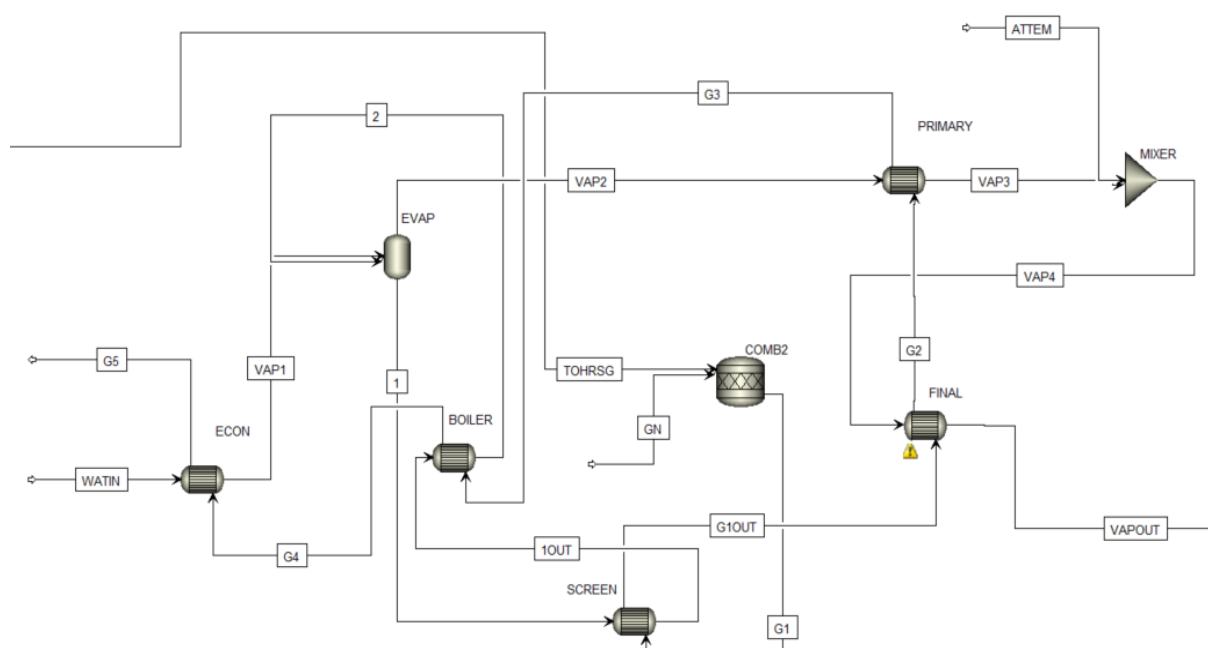 ATTEM
G3
2
PRIMARY
MIXER
VAP2
VAP3
EVAP
VAP4
G5
VAP1
TOHRSG
COMB2
G2
1
FINAL
ECON
BOILER
GN
WATIN
G1OUT
VAPOUT
G4
1OUT
SCREEN
G1